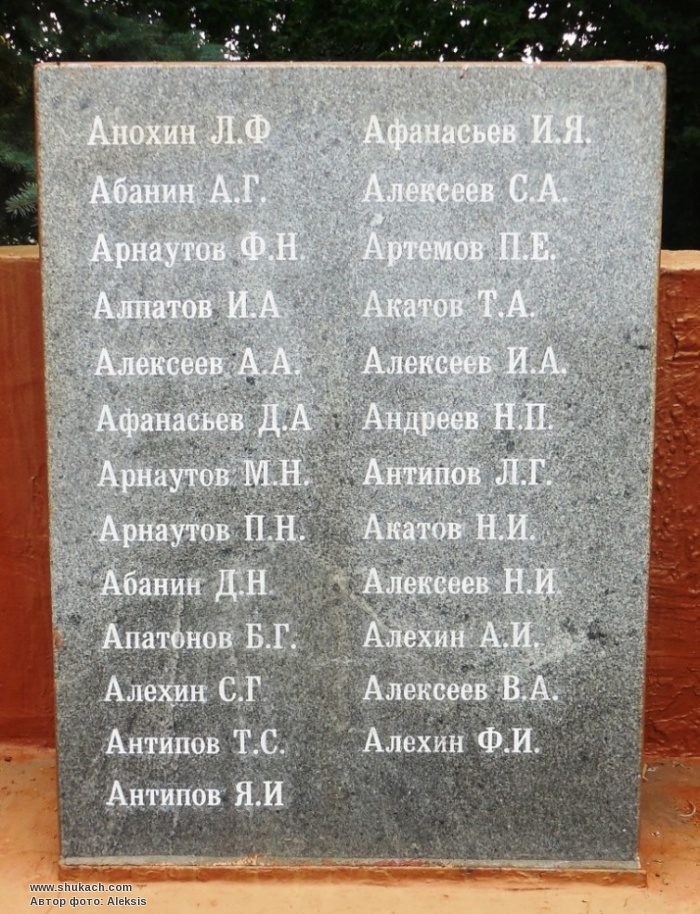 Анохин Л.Ф
Абанин А.Г.
Арнаутов Ф.Н.
Алпатов И.А
Алексеев А.А.
Афанасьев Д.А
Арнаутов М.Н.
Арнаутов П.Н.
Абанин Д.Н.
Апатонов Б.Г.
Алехин С.Г
Антипов Т.С.
Антипов Я.И
Афанасьев И.Я.
Алексеев С.А.
Артемов П.Е.
Акатов Т.А.
Алексеев И.А.
Андреев Н.П.
Антипов Л.Г.
Акатов Н.И.
Алексеев Н.И
Алехин А.И.
Алексеев В.А.
Алехин Ф.И.
www.shukach.com
Автор фото: Aleksis